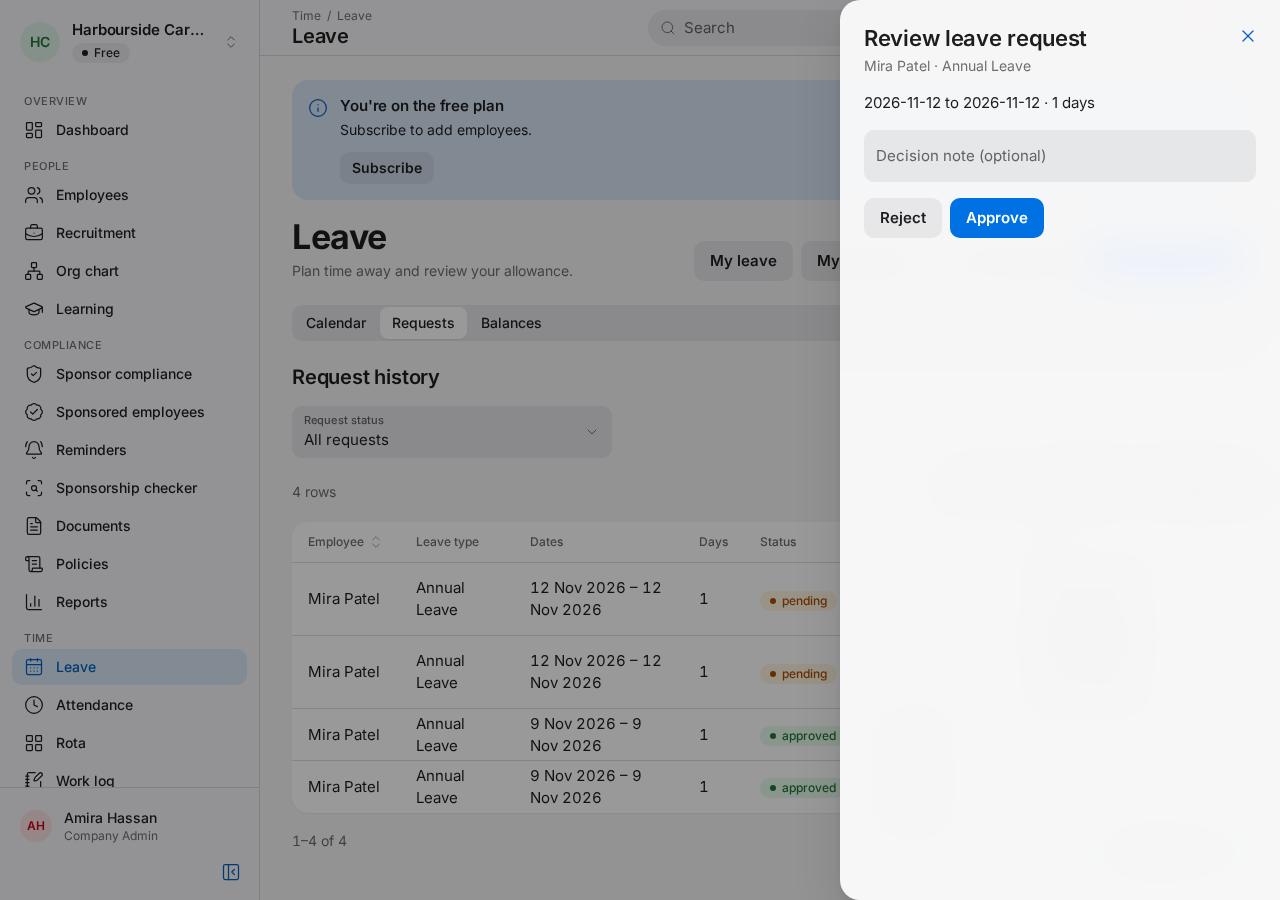 HC
Harbourside Car...
Free
OVERVIEW
Dashboard
PEOPLE
Employees
Recruitment
Org chart
Learning
COMPLIANCE
Sponsor compliance
Sponsored employees
Reminders
Sponsorship checker
Documents
Policies
Reports
TIME
Leave
Attendance
Rota
Work log
AH
Amira Hassan
Company Admin
Time / Leave
Leave
Search
You're on the free plan
Subscribe to add employees.
Subscribe
Leave
Plan time away and review your allowance.
My leave
My
Calendar
Requests
Balances
Request history
Request status
All requests
4 rows
Employee Leave type Dates Days Status
Mira Patel Annual Leave 12 Nov 2026 – 12 Nov 2026 1 pending
Mira Patel Annual Leave 12 Nov 2026 – 12 Nov 2026 1 pending
Mira Patel Annual Leave 9 Nov 2026 – 9 Nov 2026 1 approved
Mira Patel Annual Leave 9 Nov 2026 – 9 Nov 2026 1 approved
1–4 of 4
Review leave request
Mira Patel · Annual Leave
2026-11-12 to 2026-11-12 · 1 days
Decision note (optional)
Reject
Approve